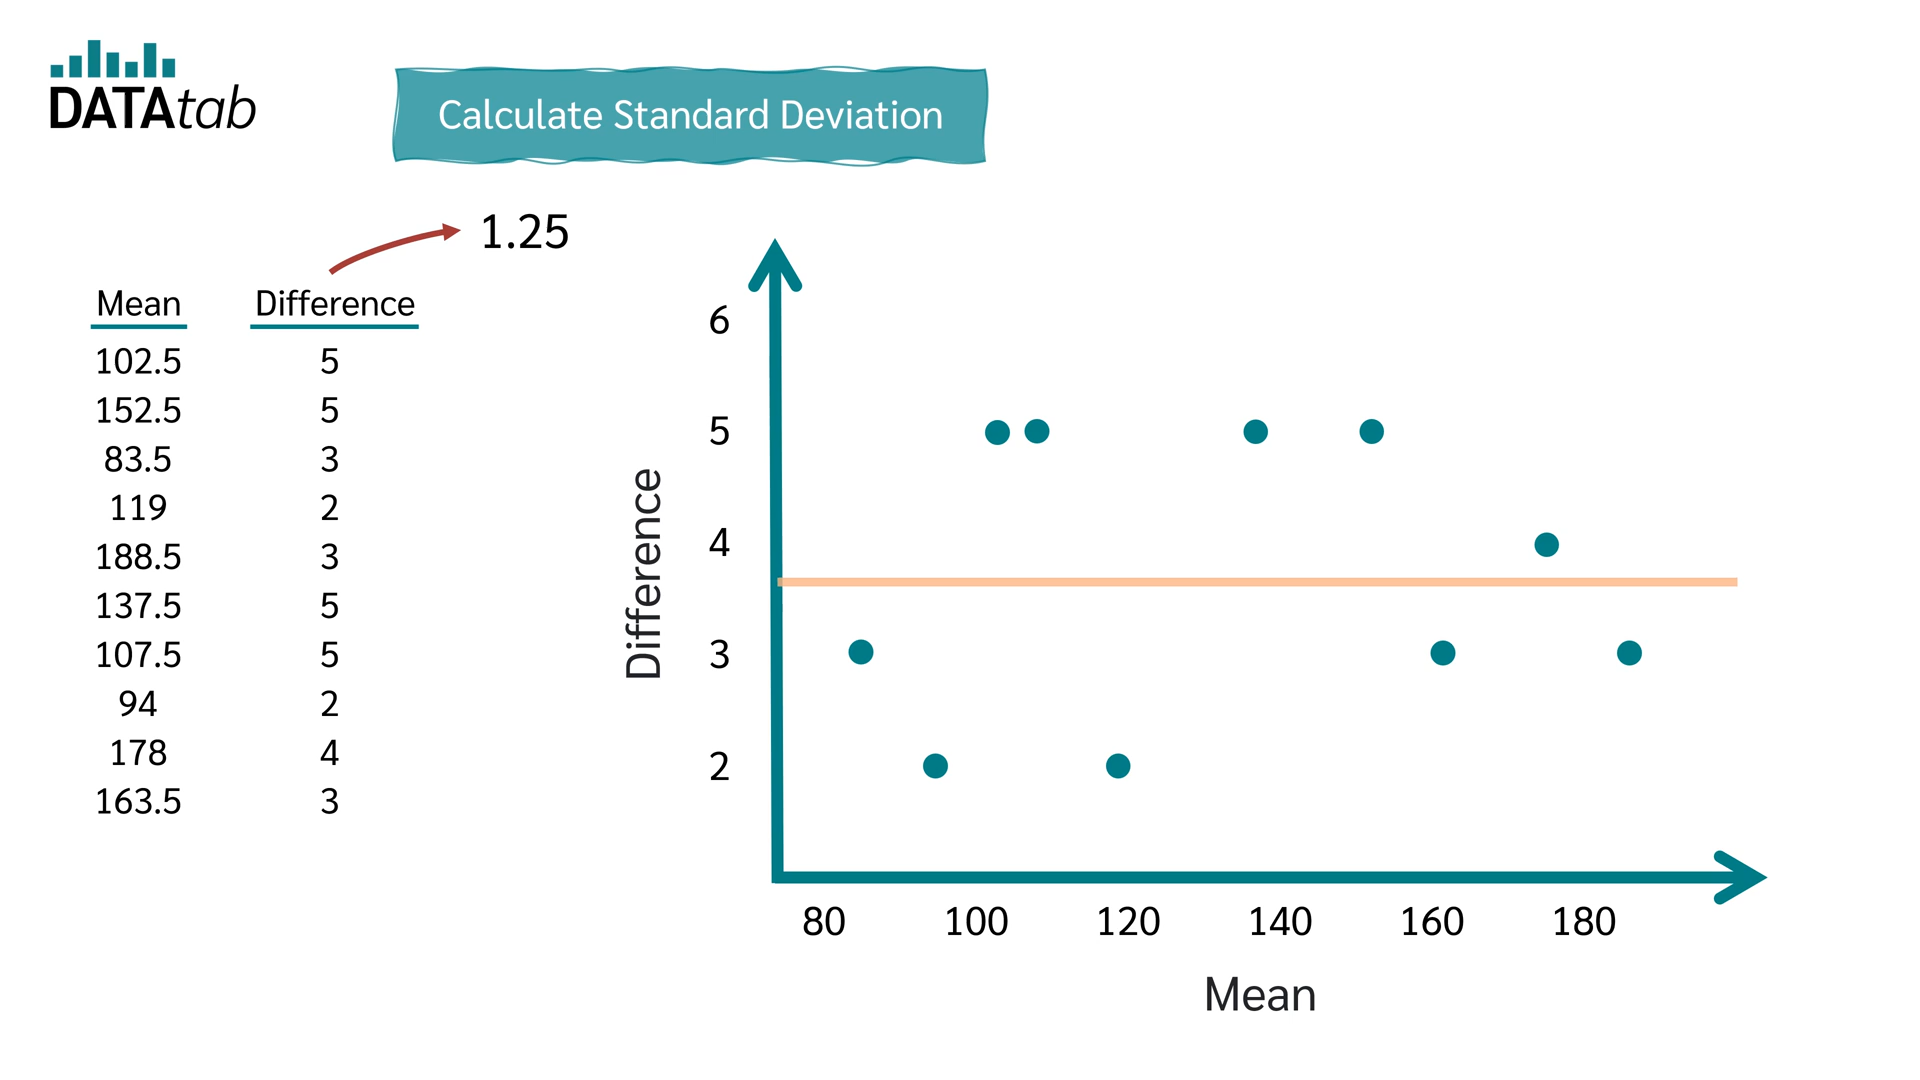 DATAtab
Calculate Standard Deviation
1.25
Mean Difference
102.5 5
152.5 5
83.5 3
119 2
188.5 3
137.5 5
107.5 5
94 2
178 4
163.5 3
Difference
6
5
4
3
2
80 100 120 140 160 180
Mean